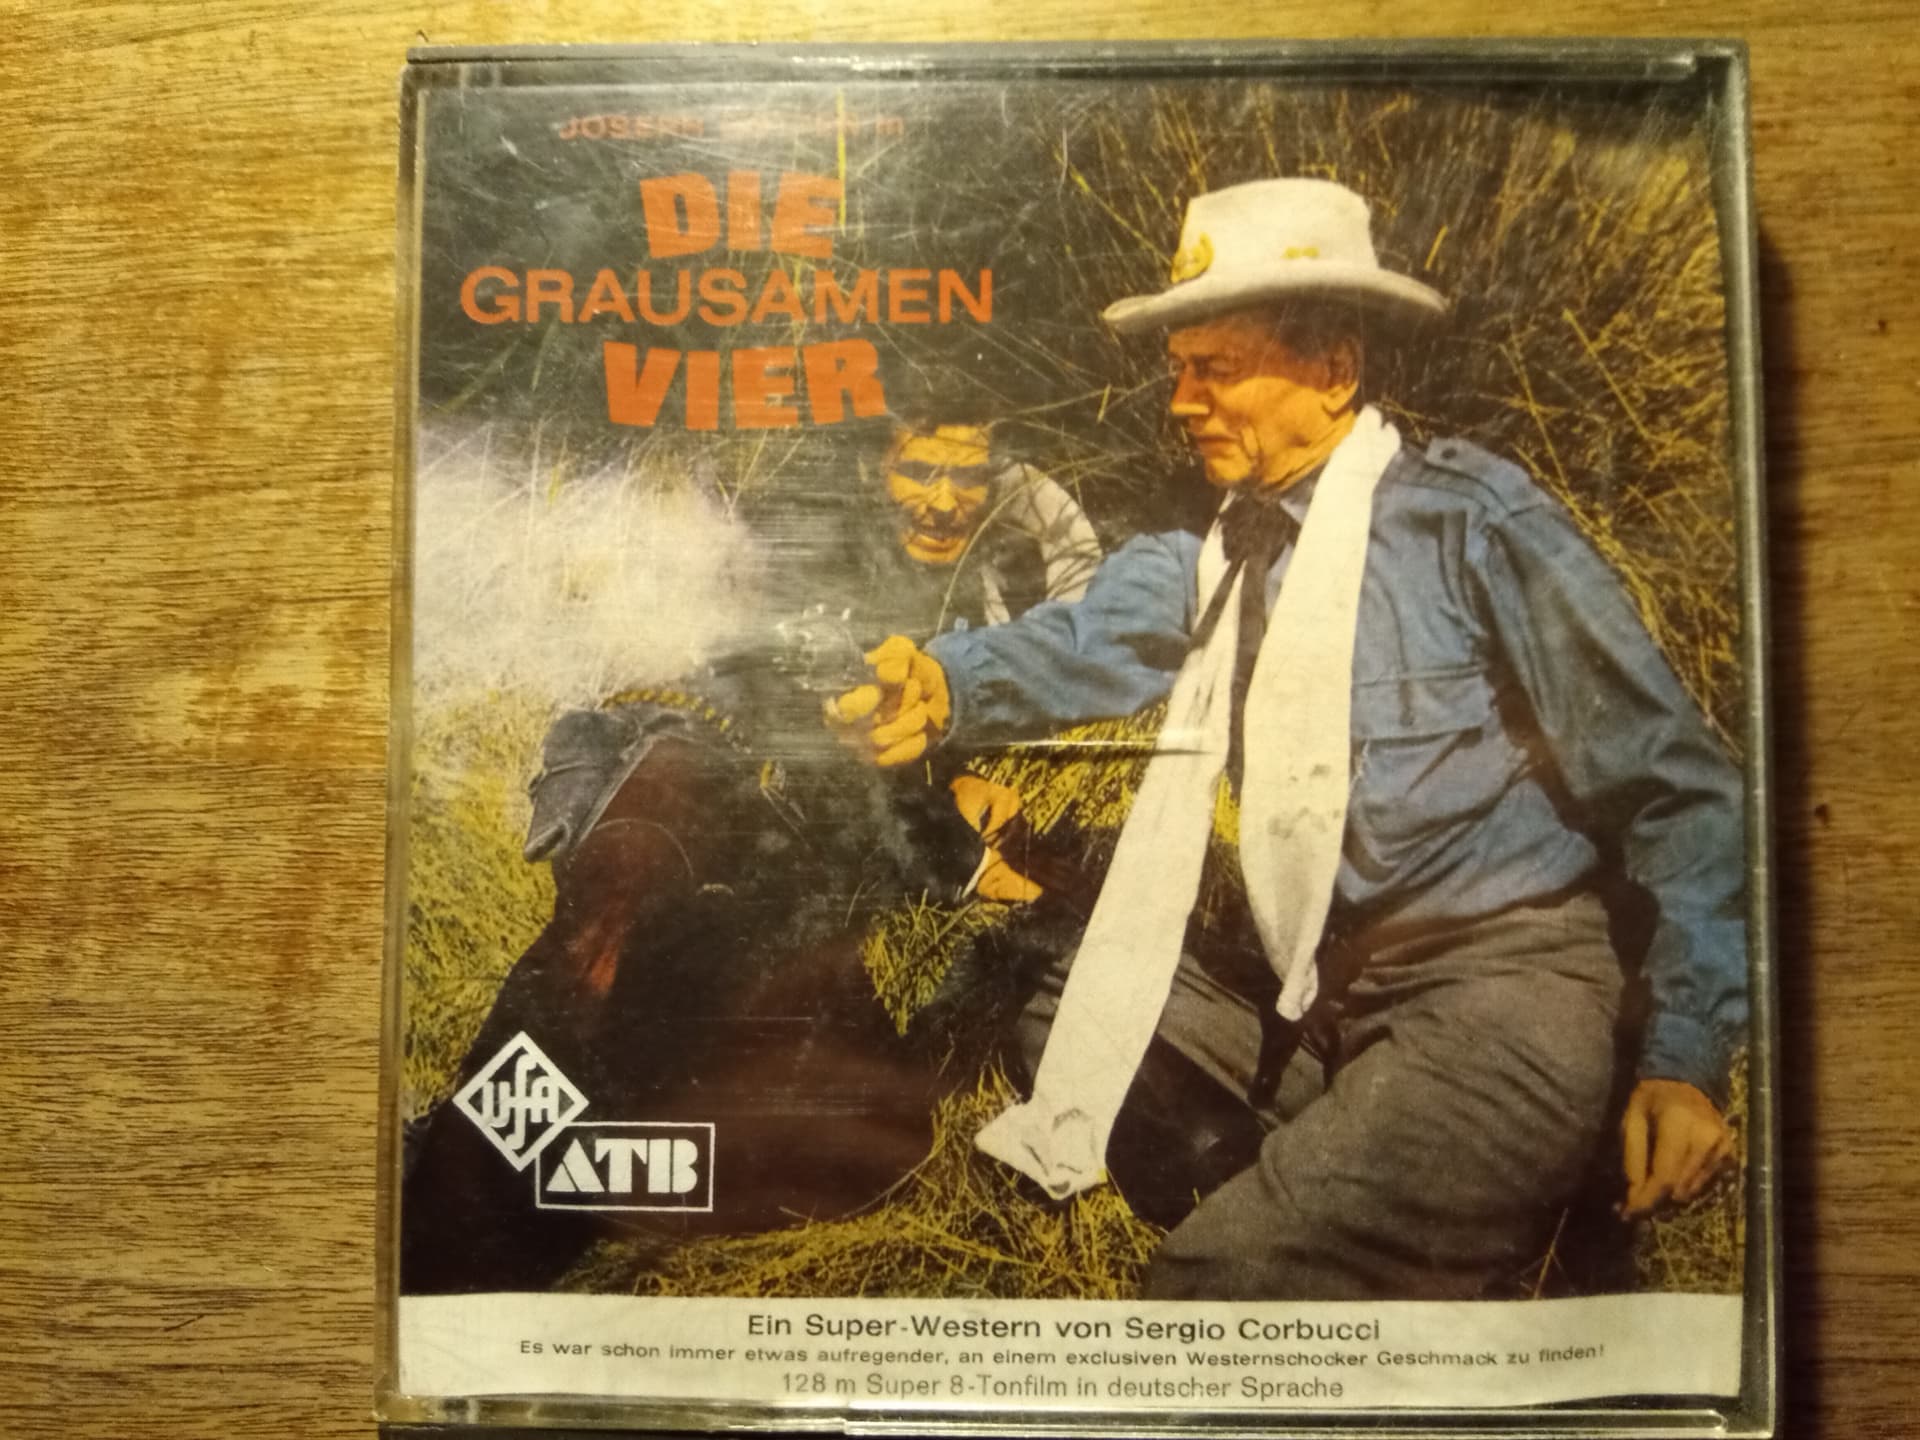 JOSEPH
DIE
GRAUSAMEN
VIER
ufa
ATB
Ein Super-Western von Sergio Corbucci
Es war schon immer etwas aufregender, an einem exclusiven Westernschocker Geschmack zu finden!
128 m Super 8-Tonfilm in deutscher Sprache